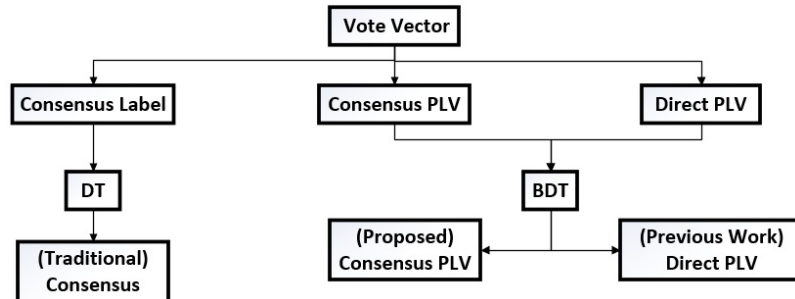 Vote Vector
Consensus Label
Consensus PLV
Direct PLV
DT
BDT
(Traditional)
Consensus
(Proposed)
Consensus PLV
(Previous Work)
Direct PLV